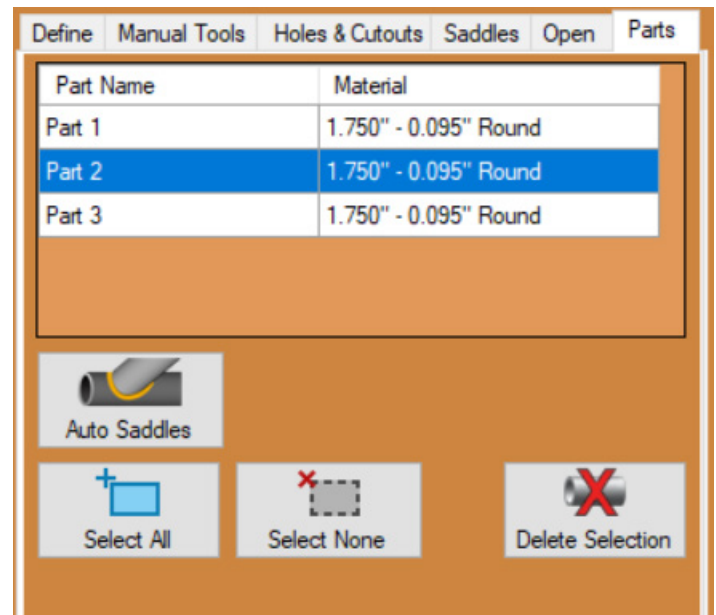 Define Manual Tools Holes & Cutouts Saddles Open Parts
Part Name Material
Part 1 1.750" - 0.095" Round
Part 2 1.750" - 0.095" Round
Part 3 1.750" - 0.095" Round
Auto Saddles
Select All Select None Delete Selection